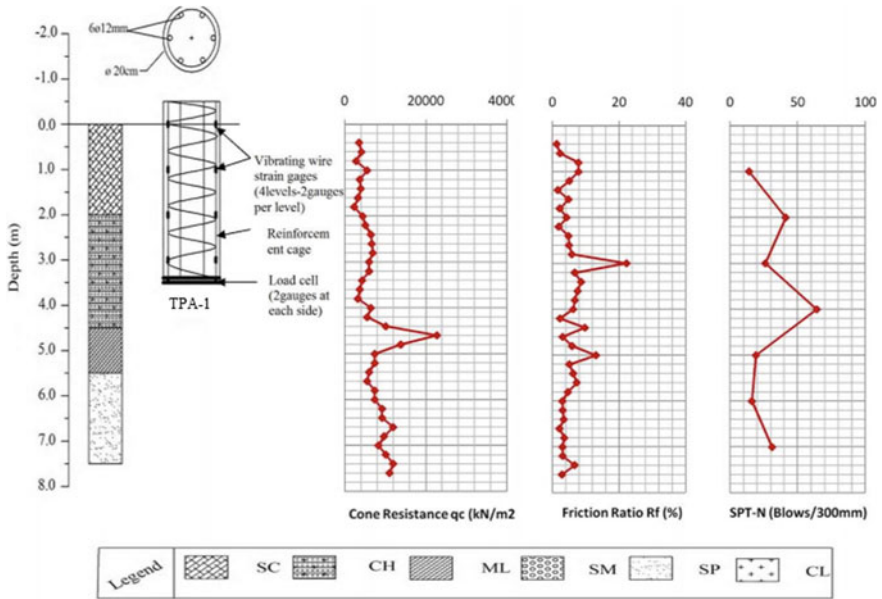 6ø12mm
ø 20cm
-2.0
-1.0
0.0
1.0
2.0
3.0
4.0
5.0
6.0
7.0
8.0
Depth (m)
Vibrating wire
strain gages
(4levels-2gauges
per level)
Reinforcem
ent cage
Load cell
(2gauges at
each side)
TPA-1
0 20000 4000
Cone Resistance qc (kN/m2
0 20 40
Friction Ratio Rf (%)
0 50 100
SPT-N (Blows/300mm)
Legend SC CH ML SM SP CL